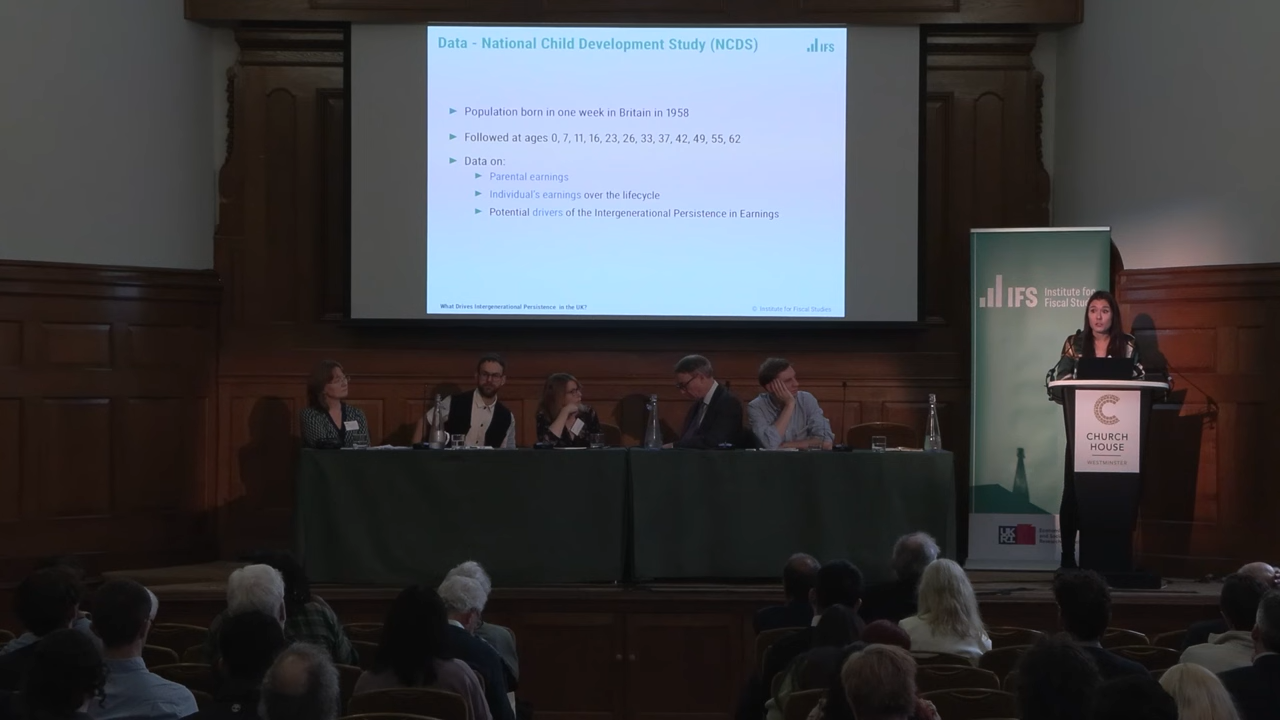 Data - National Child Development Study (NCDS)
IFS
Population born in one week in Britain in 1958
Followed at ages 0, 7, 11, 16, 23, 26, 33, 37, 42, 49, 55, 62
Data on:
Parental earnings
Individual's earnings over the lifecycle
Potential drivers of the Intergenerational Persistence in Earnings
What Drives Intergenerational Persistence in the UK?
© Institute for Fiscal Studies
IFS
Institute for
Fiscal
C
CHURCH
HOUSE
WESTMINSTER
UK
RI